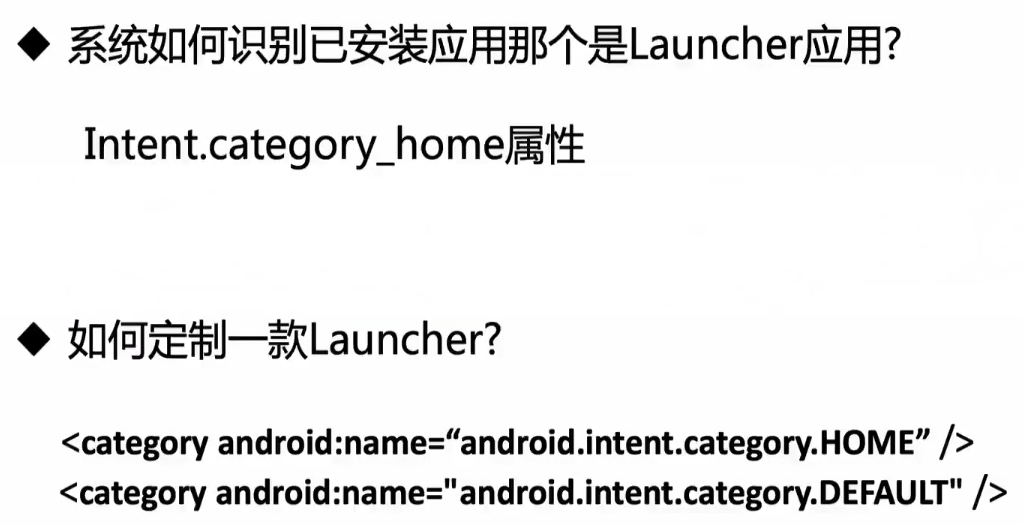 ◆ 系统如何识别已安装应用那个是Launcher应用?
Intent.category_home属性
◆ 如何定制一款Launcher?
<category android:name=“android.intent.category.HOME” />
<category android:name="android.intent.category.DEFAULT" />